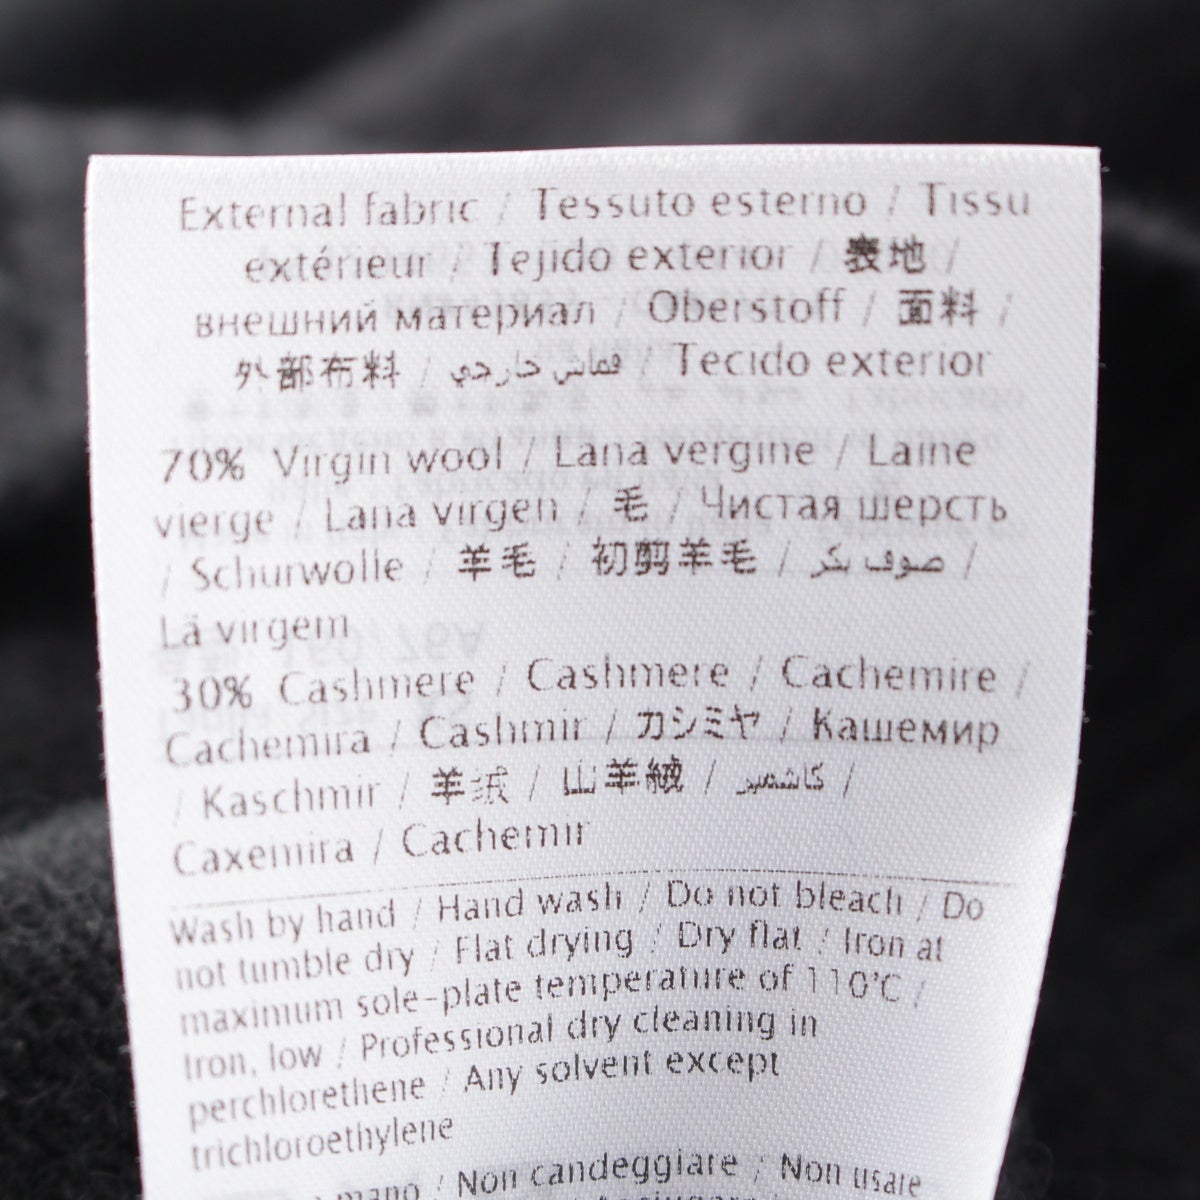 External fabric / Tessuto esterno / Tissu
extérieur / Tejido exterior / 表地 /
внешний материал / Oberstoff / 面料 /
外部布料 / قماش خارجي / Tecido exterior
70% Virgin wool / Lana vergine / Laine
vierge / Lana virgen / 毛 / Чистая шерсть
/ Schurwolle / 羊毛 / 初剪羊毛 / صوف بكر /
Lã virgem
30% Cashmere / Cashmere / Cachemire /
Cachemira / Cashmir / カシミヤ / Кашемир
/ Kaschmir / 羊绒 / 山羊絨 / كاشمير /
Caxemira / Cachemir
Wash by hand / Hand wash / Do not bleach / Do
not tumble dry / Flat drying / Dry flat / Iron at
maximum sole-plate temperature of 110°C /
Iron, low / Professional dry cleaning in
perchlorethene / Any solvent except
trichloroethylene
mano / Non candeggiare / Non usare